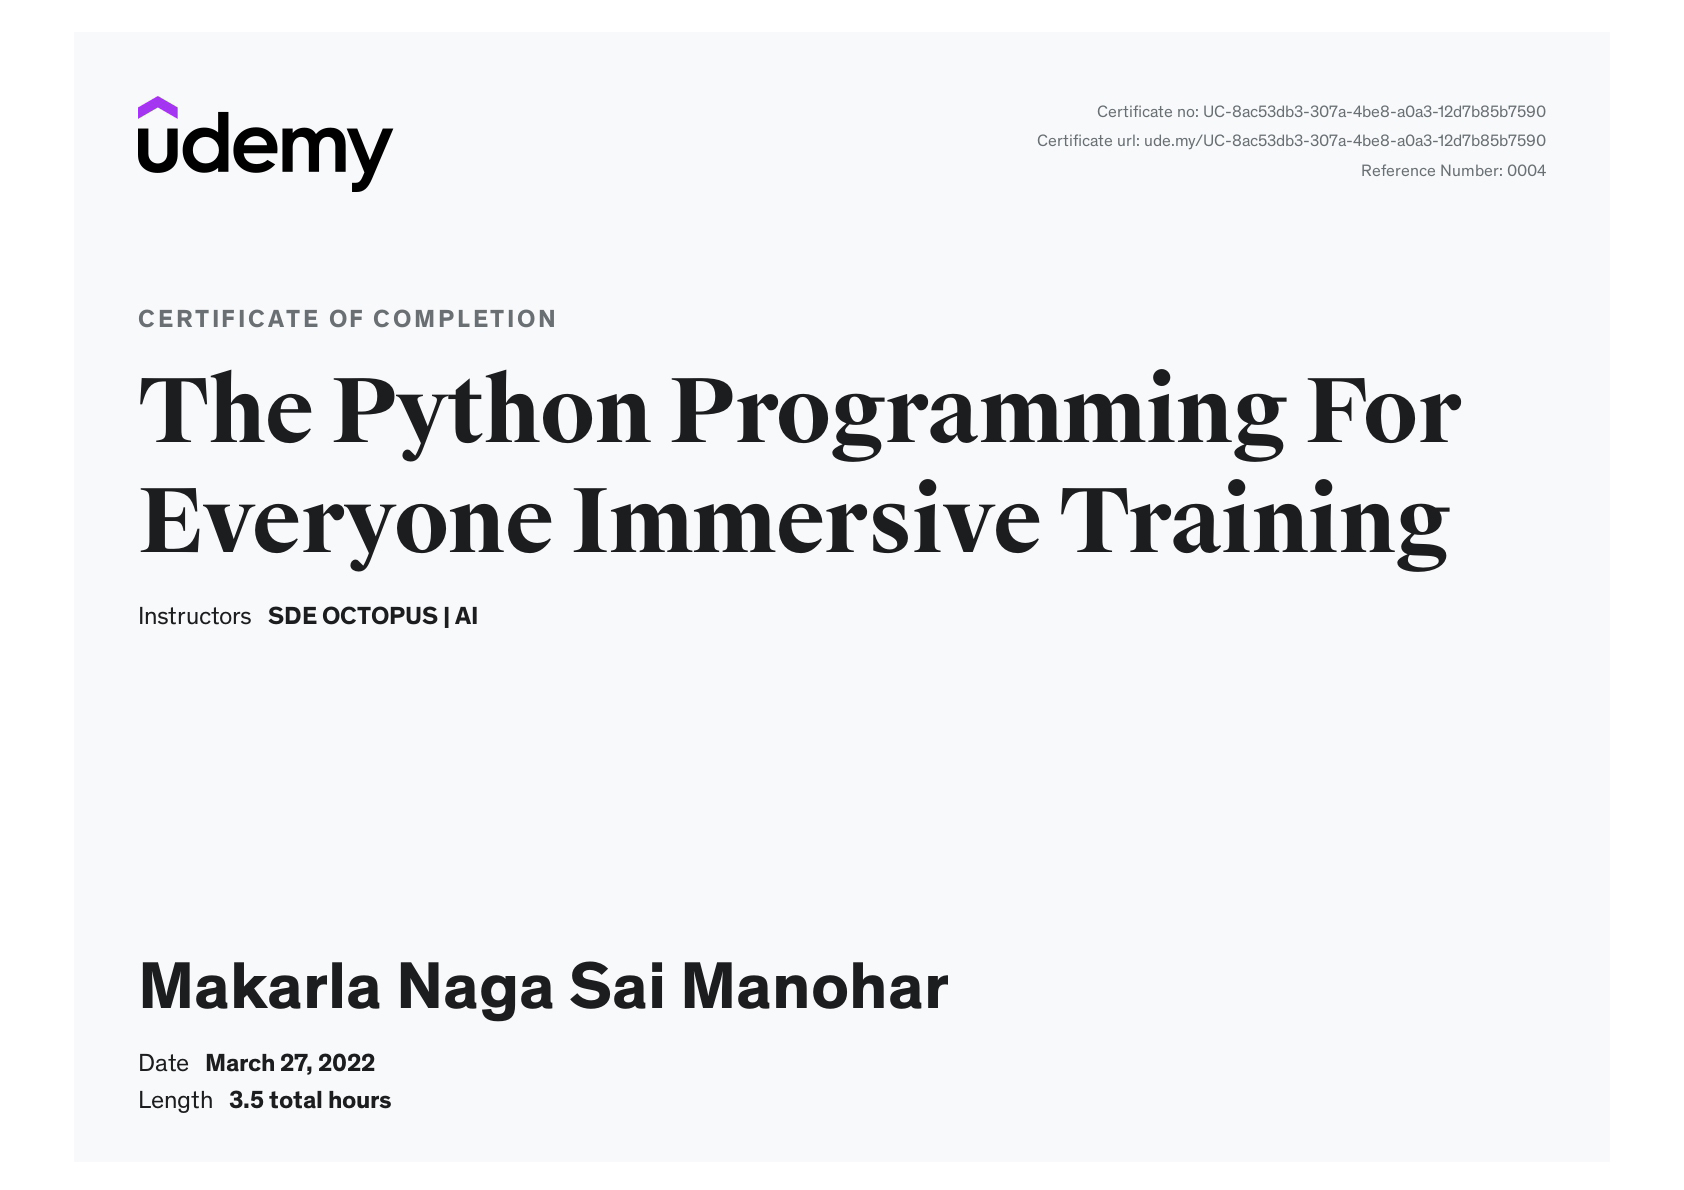 udemy
Certificate no: UC-8ac53db3-307a-4be8-a0a3-12d7b85b7590
Certificate url: ude.my/UC-8ac53db3-307a-4be8-a0a3-12d7b85b7590
Reference Number: 0004
CERTIFICATE OF COMPLETION
The Python Programming For
Everyone Immersive Training
Instructors SDE OCTOPUS | AI
Makarla Naga Sai Manohar
Date March 27, 2022
Length 3.5 total hours